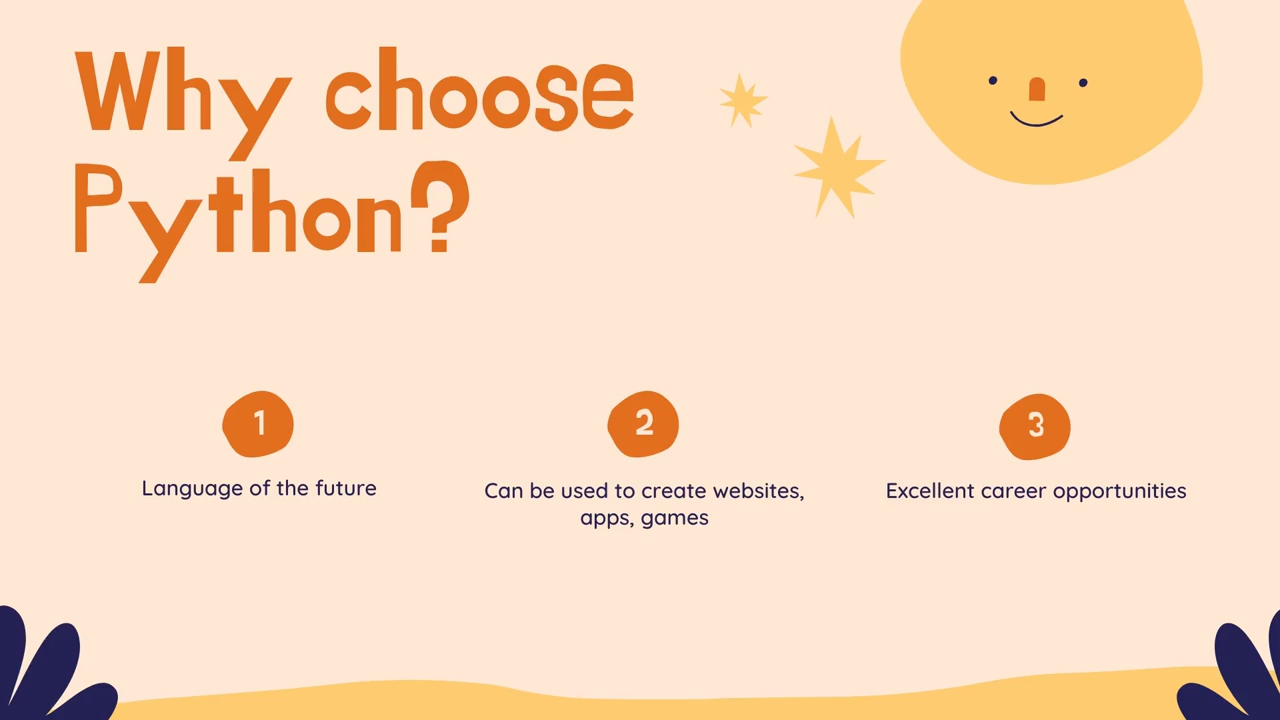 Why choose
Python?
1
Language of the future
2
Can be used to create websites,
apps, games
3
Excellent career opportunities